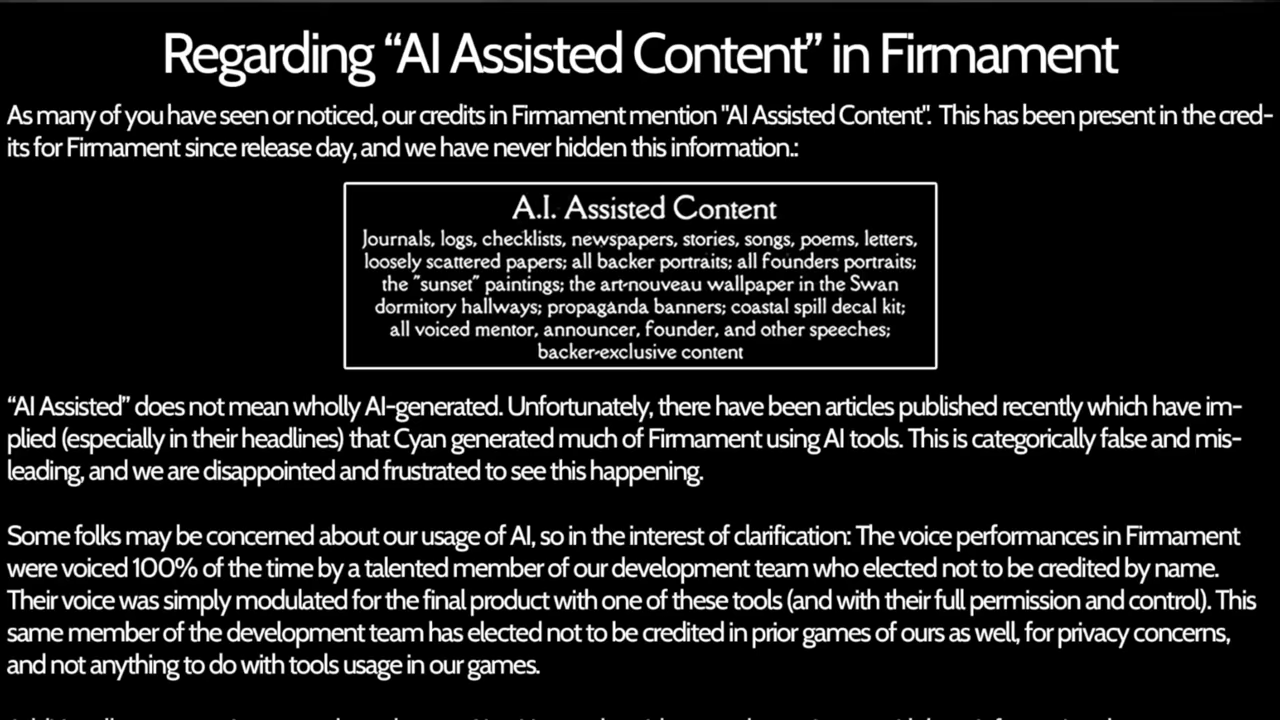 Regarding “AI Assisted Content” in Firmament
As many of you have seen or noticed, our credits in Firmament mention "AI Assisted Content".  This has been present in the cred-
its for Firmament since release day, and we have never hidden this information.:
A.I. Assisted Content
Journals, logs, checklists, newspapers, stories, songs, poems, letters,
loosely scattered papers; all backer portraits; all founders portraits;
the "sunset" paintings; the art-nouveau wallpaper in the Swan
dormitory hallways; propaganda banners; coastal spill decal kit;
all voiced mentor, announcer, founder, and other speeches;
backer-exclusive content
“AI Assisted” does not mean wholly AI-generated. Unfortunately, there have been articles published recently which have im-
plied (especially in their headlines) that Cyan generated much of Firmament using AI tools. This is categorically false and mis-
leading, and we are disappointed and frustrated to see this happening.
Some folks may be concerned about our usage of AI, so in the interest of clarification: The voice performances in Firmament
were voiced 100% of the time by a talented member of our development team who elected not to be credited by name.
Their voice was simply modulated for the final product with one of these tools (and with their full permission and control). This
same member of the development team has elected not to be credited in prior games of ours as well, for privacy concerns,
and not anything to do with tools usage in our games.